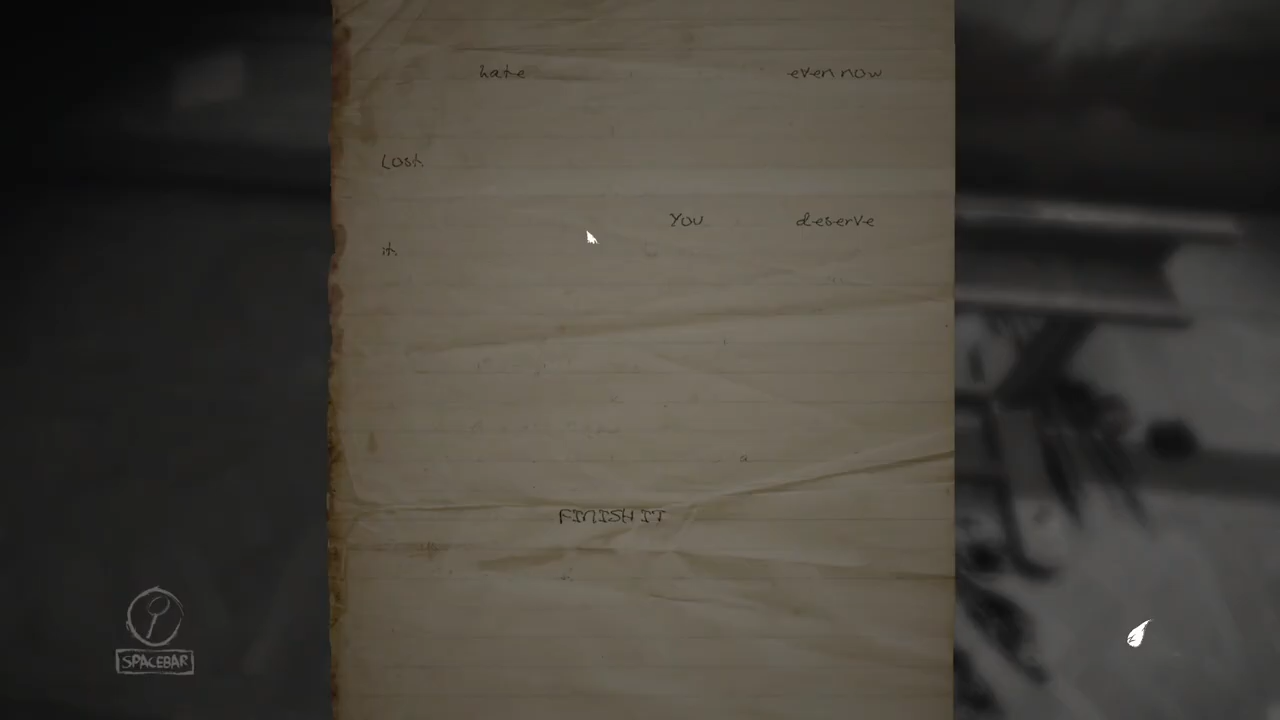 hate even now
Lost.
You deserve
it.
a
FINISH IT
SPACEBAR